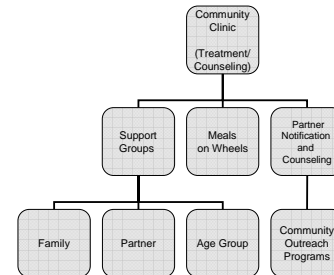 Community
Clinic
(Treatment/
Counseling)
Support
Groups
Meals
on Wheels
Partner
Notification
and
Counseling
Family
Partner
Age Group
Community
Outreach
Programs